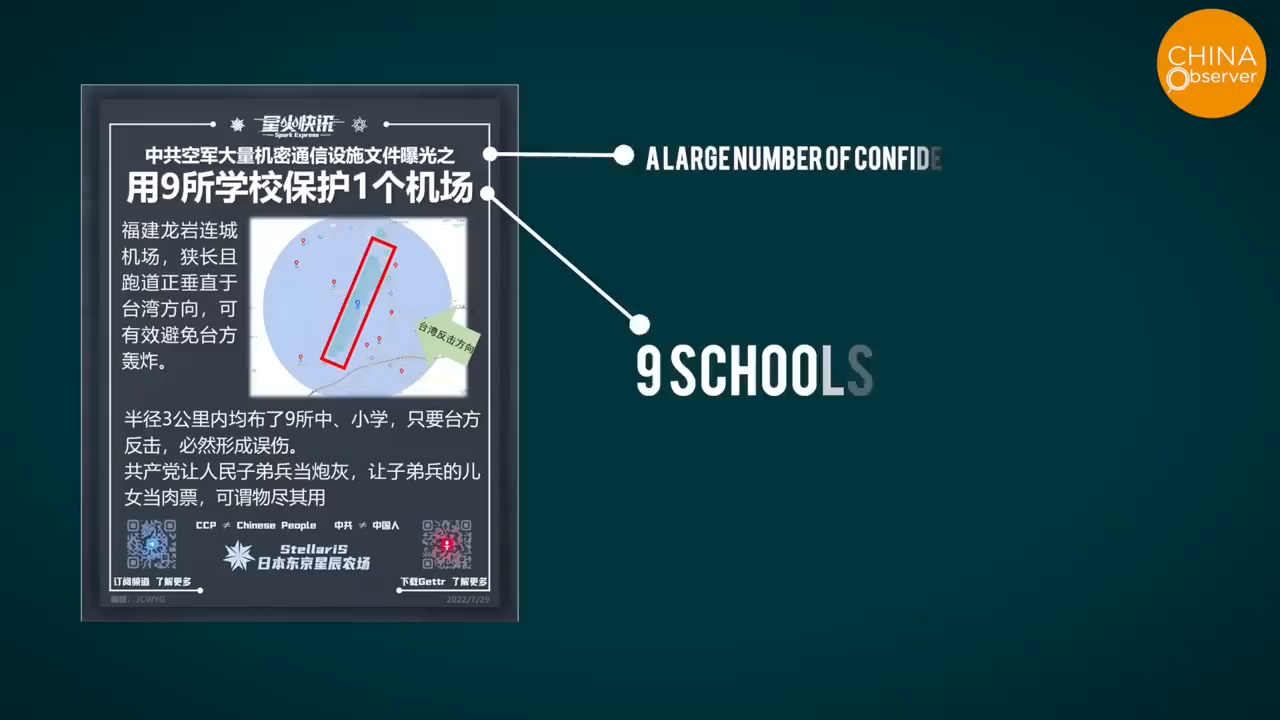 CHINA
Observer
星火快讯
Spark Express
中共空军大量机密通信设施文件曝光之
用9所学校保护1个机场
A LARGE NUMBER OF CONFIDE
9 SCHOOLS
福建龙岩连城
机场，狭长且
跑道正垂直于
台湾方向，可
有效避免台方
轰炸。
台湾反击方向
半径3公里内均布了9所中、小学，只要台方
反击，必然形成误伤。
共产党让人民子弟兵当炮灰，让子弟兵的儿
女当肉票，可谓物尽其用
CCP ≠ Chinese People 中共 ≠ 中国人
StellariS
日本东京星辰农场
订阅频道 了解更多
下载Gettr 了解更多
编辑：JCWYG
2022/7/29